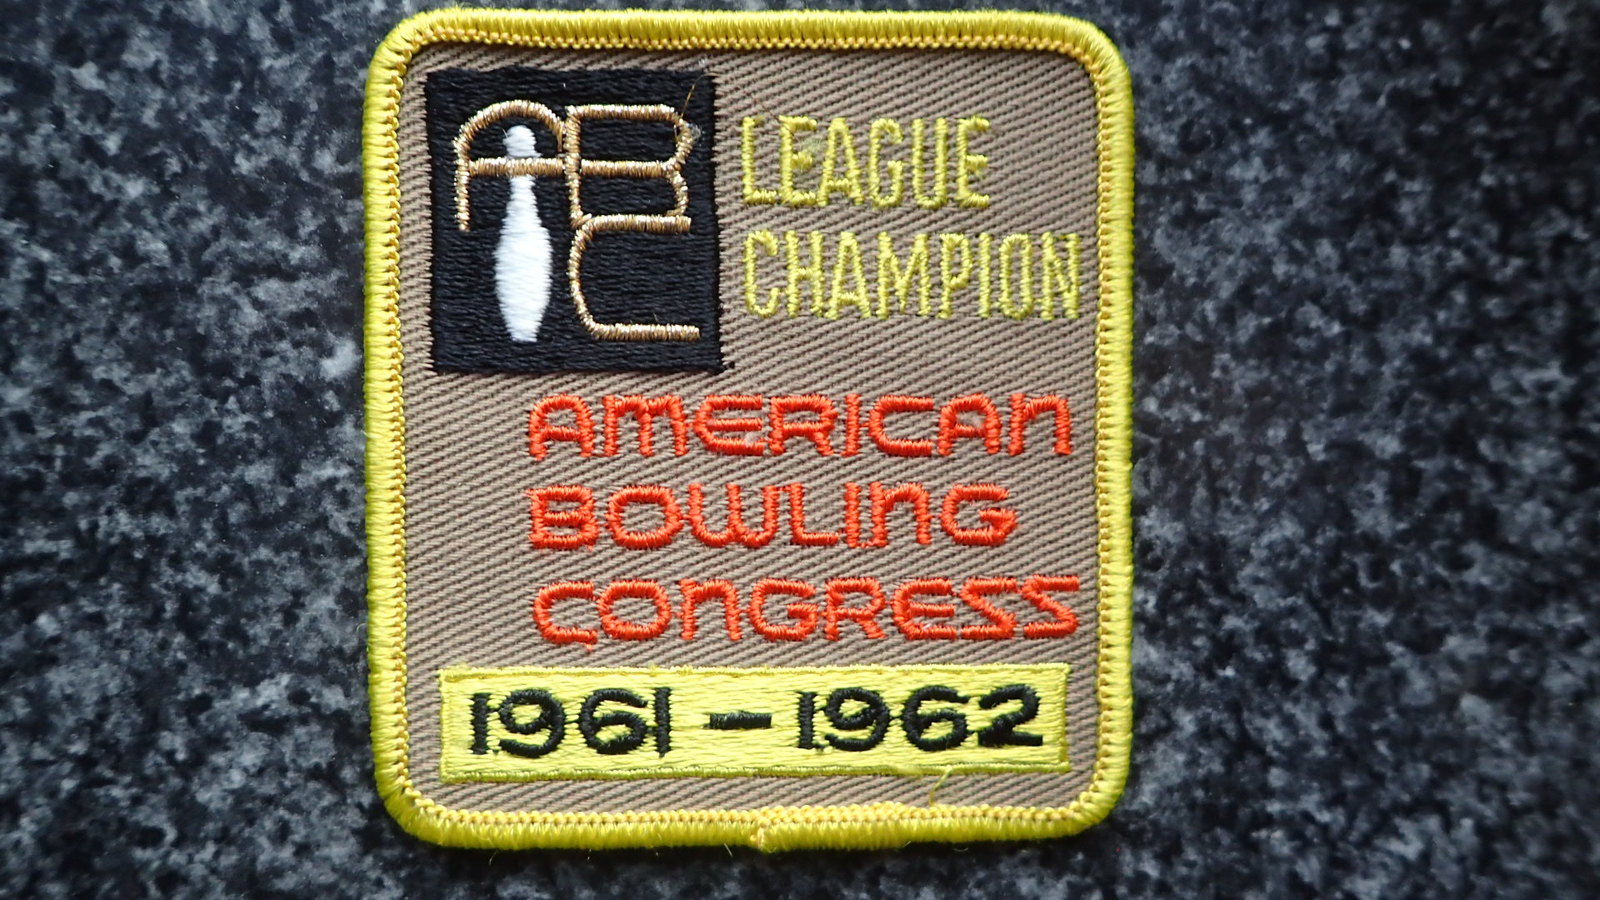 ABC
LEAGUE
CHAMPION
AMERICAN
BOWLING
CONGRESS
1961-1962